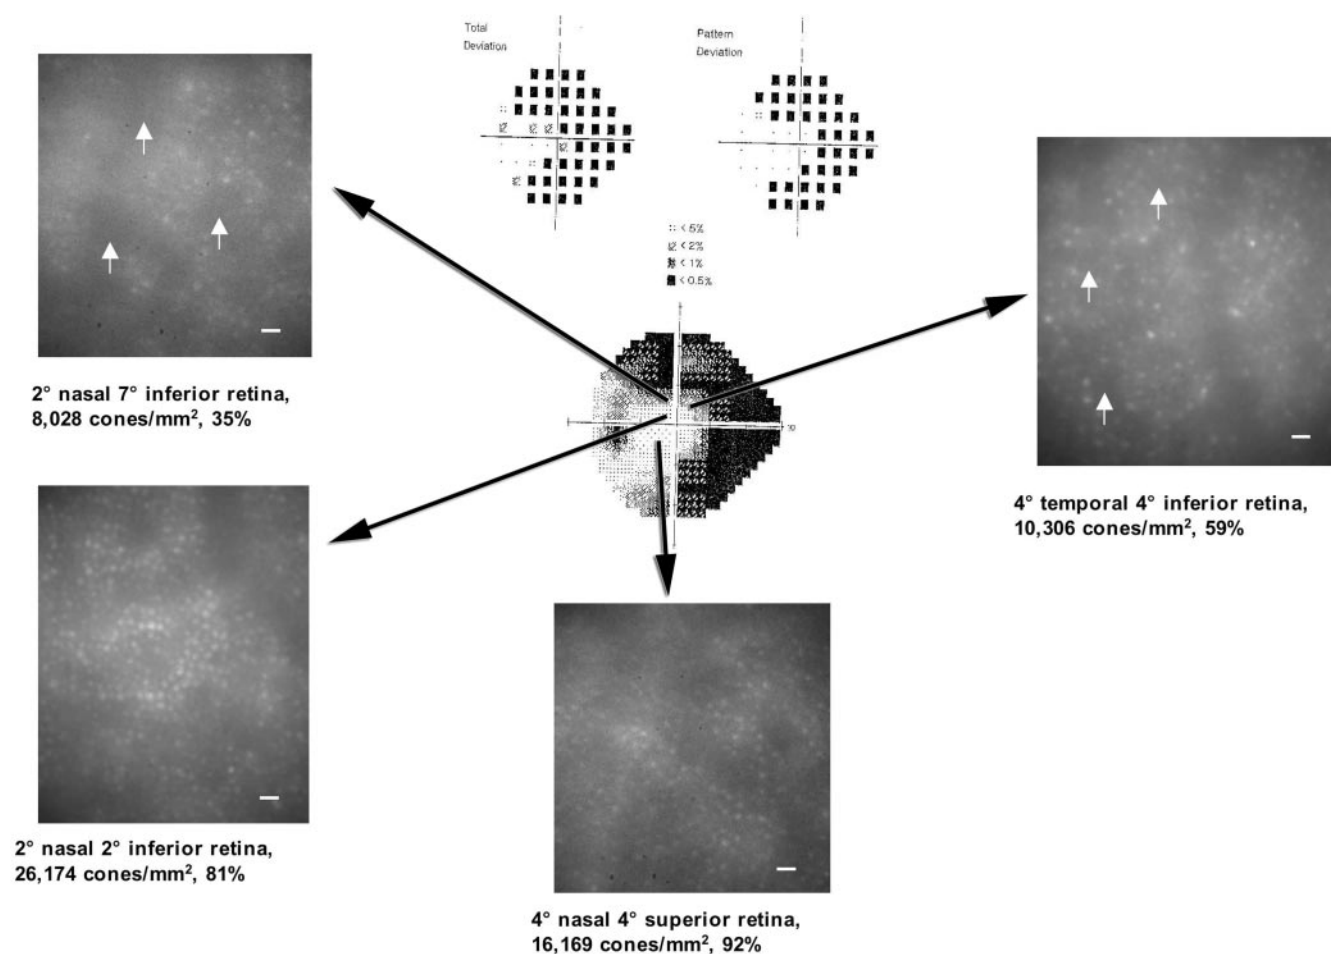 Total
Deviation
Pattern
Deviation
< 5%
< 2%
< 1%
< 0.5%
30
2° nasal 7° inferior retina,
8,028 cones/mm², 35%
4° temporal 4° inferior retina,
10,306 cones/mm², 59%
2° nasal 2° inferior retina,
26,174 cones/mm², 81%
4° nasal 4° superior retina,
16,169 cones/mm², 92%